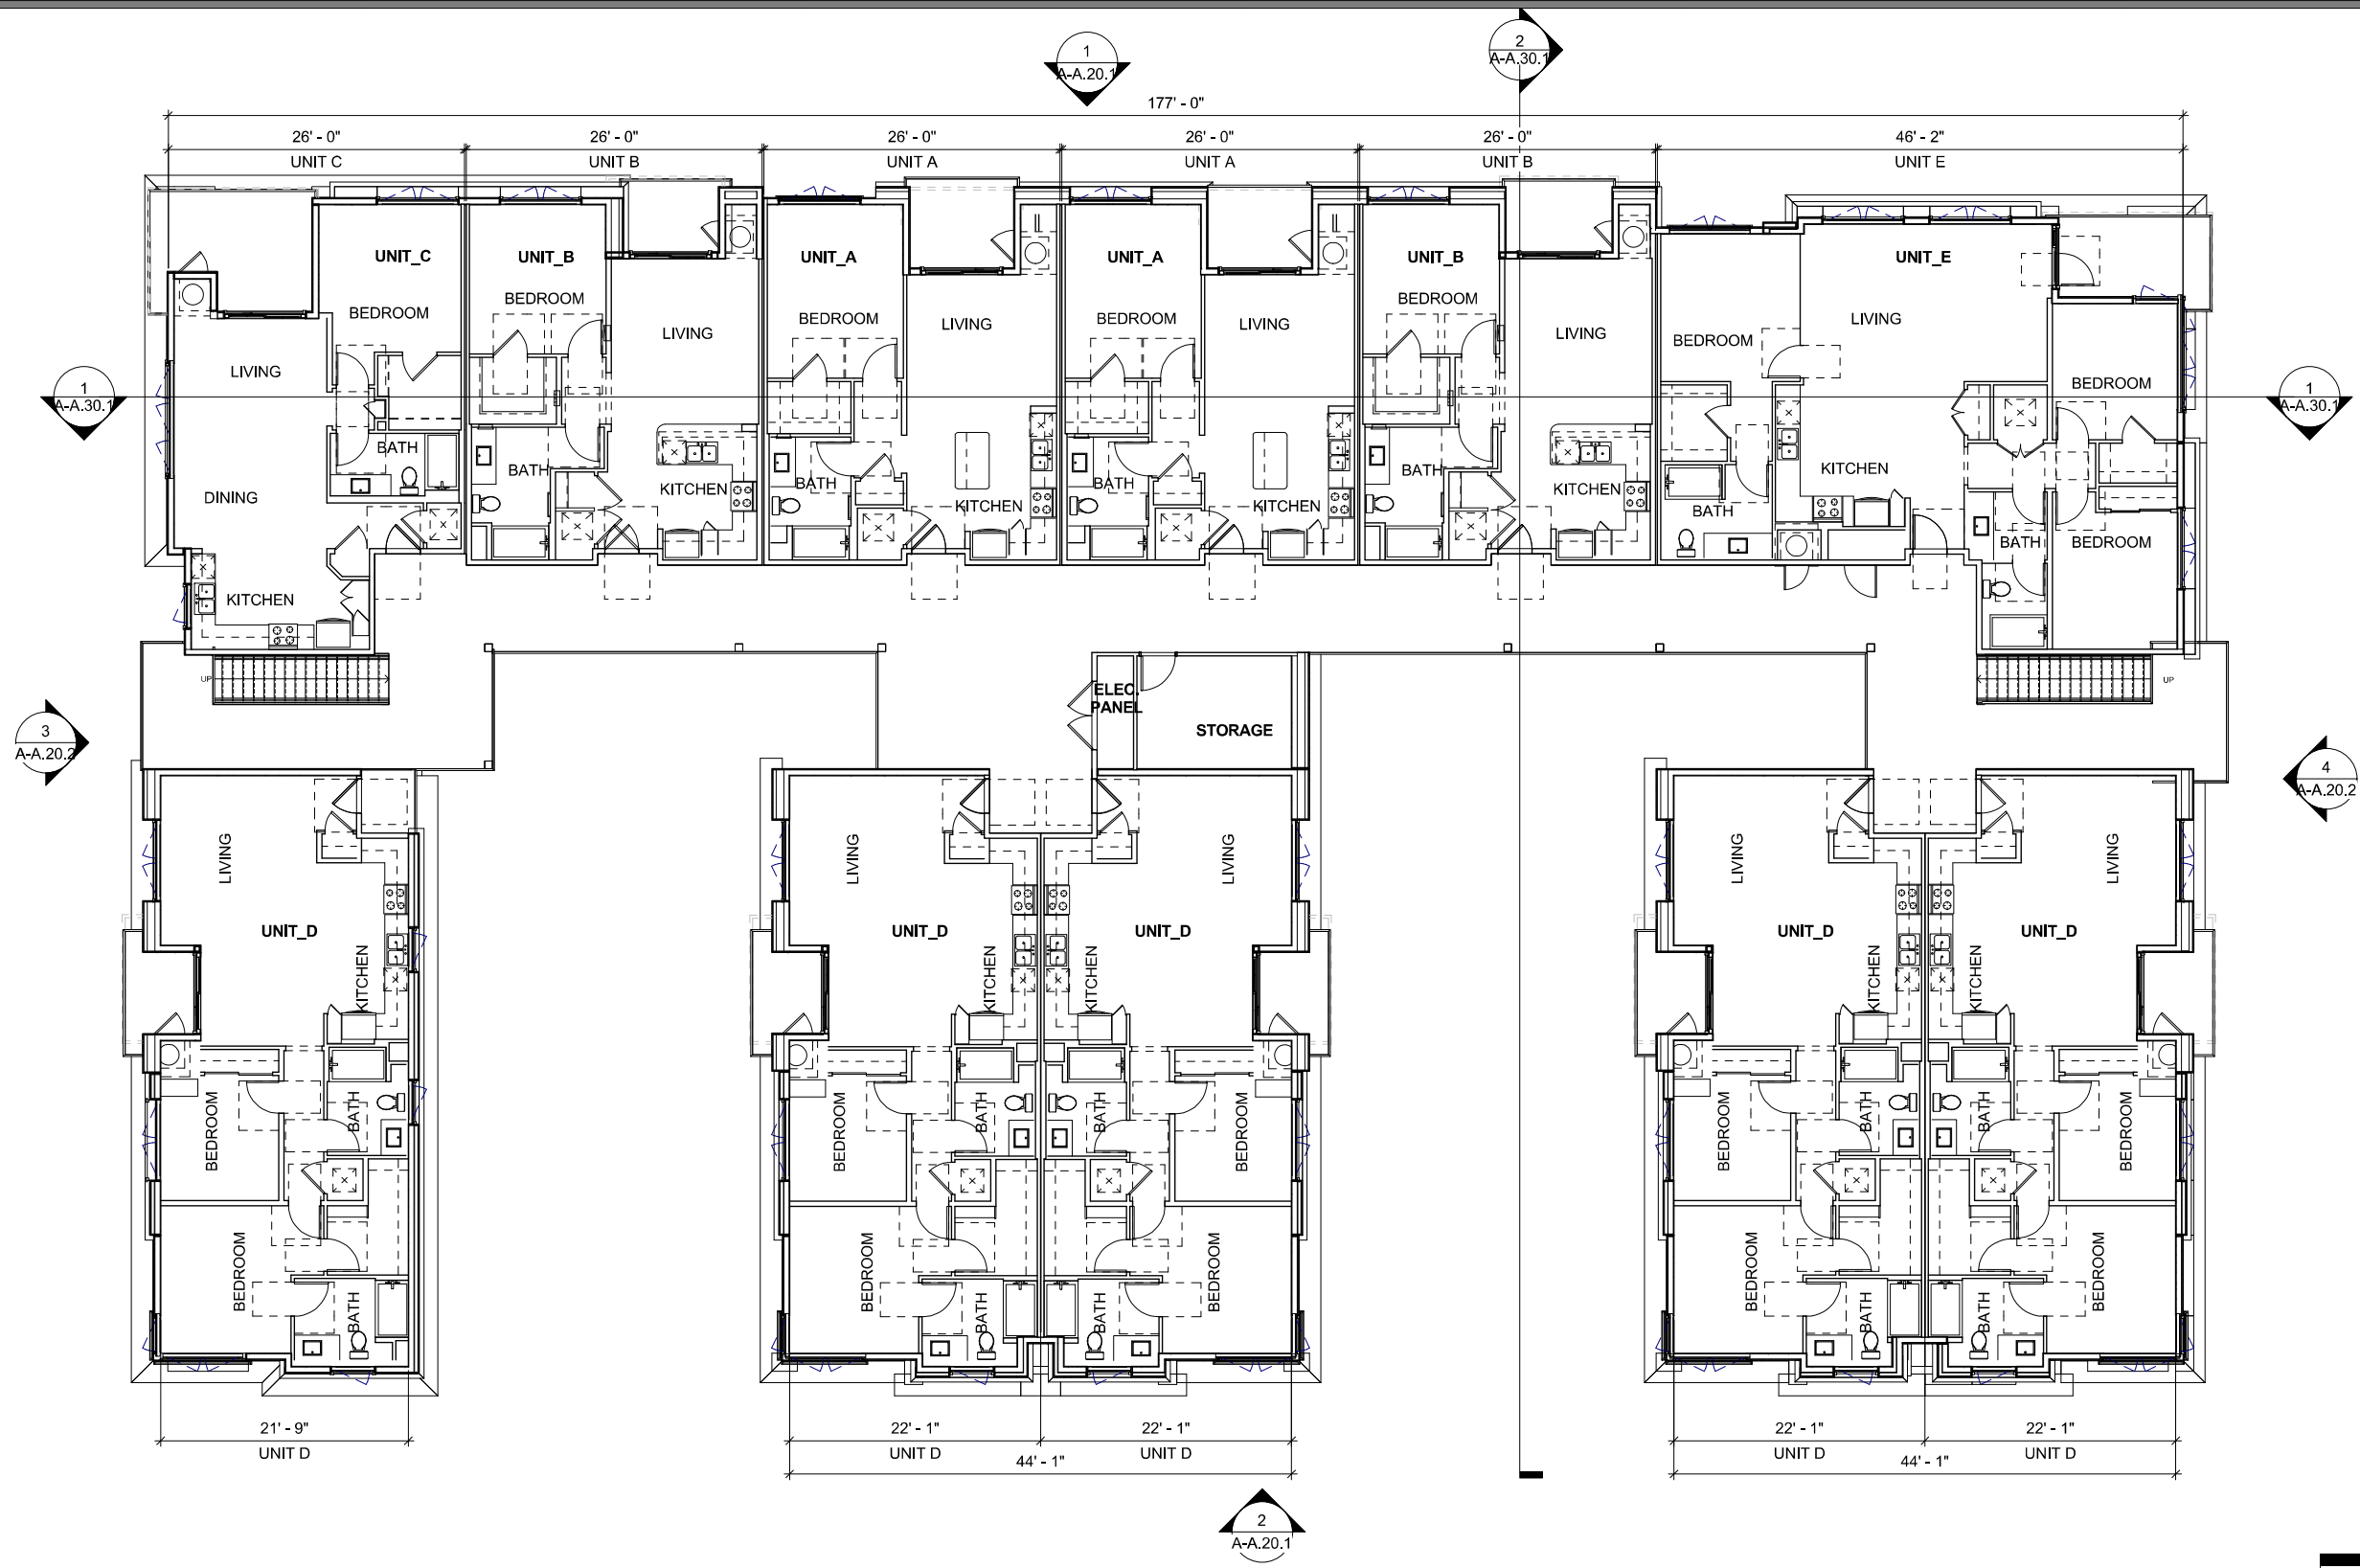 1
A-A.20.1
2
A-A.30.1
177' - 0"
26' - 0"
26' - 0"
26' - 0"
26' - 0"
26' - 0"
46' - 2"
UNIT C
UNIT B
UNIT A
UNIT A
UNIT B
UNIT E
UNIT_C
UNIT_B
UNIT_A
UNIT_A
UNIT_B
UNIT_E
BEDROOM
BEDROOM
BEDROOM
BEDROOM
BEDROOM
BEDROOM
LIVING
LIVING
LIVING
LIVING
LIVING
LIVING
1
A-A.30.1
BEDROOM
1
A-A.30.1
BATH
BATH
BATH
BATH
BATH
BATH
DINING
KITCHEN
KITCHEN
KITCHEN
KITCHEN
KITCHEN
BATH
BEDROOM
KITCHEN
UP
UP
ELEC.
PANEL
STORAGE
3
A-A.20.2
4
A-A.20.2
LIVING
LIVING
LIVING
LIVING
LIVING
UNIT_D
UNIT_D
UNIT_D
UNIT_D
UNIT_D
KITCHEN
KITCHEN
KITCHEN
KITCHEN
KITCHEN
BEDROOM
BATH
BEDROOM
BATH
BATH
BEDROOM
BEDROOM
BATH
BATH
BEDROOM
BEDROOM
BATH
BEDROOM
BATH
BATH
BEDROOM
BEDROOM
BATH
BATH
BEDROOM
21' - 9"
22' - 1"
22' - 1"
22' - 1"
22' - 1"
UNIT D
UNIT D
UNIT D
UNIT D
UNIT D
44' - 1"
44' - 1"
2
A-A.20.1